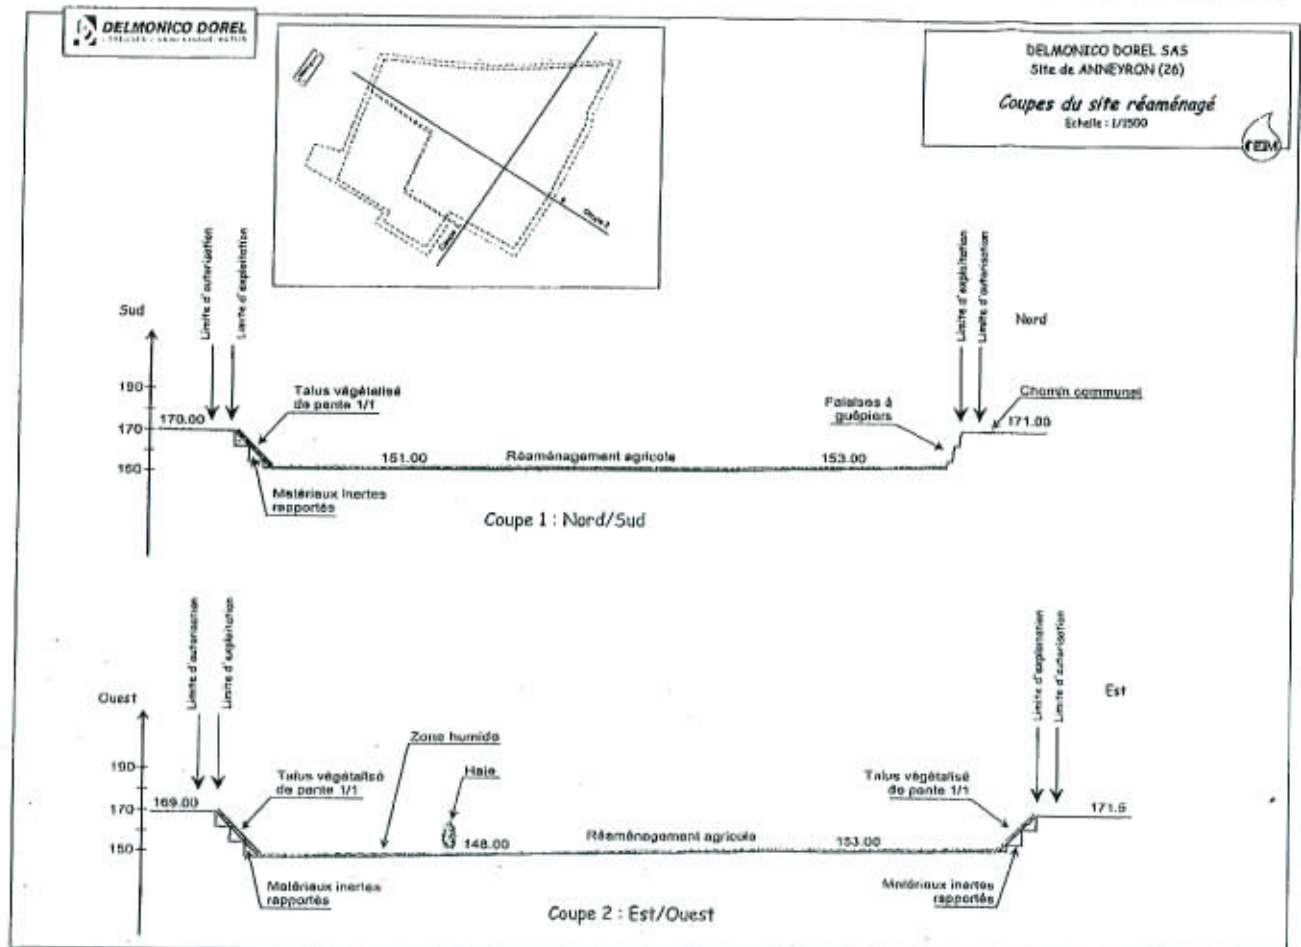 DELMONICO DOREL
DELMONICO DOREL SAS
Site de ANNEYRON (26)
Coupes du site réaménagé
Echelle : 1/1500
Coupe 2
Sud
Limite d'autorisation
Limite d'exploitation
Limite d'exploitation
Limite d'autorisation
Nord
190
170
150
170.00
Talus végétalisé
de pente 1/1
Falaises à
guêpiers
Chemin communal
171.00
151.00
Réaménagement agricole
153.00
Matériaux inertes
rapportés
Coupe 1 : Nord/Sud
Ouest
Limite d'autorisation
Limite d'exploitation
Limite d'exploitation
Limite d'autorisation
Est
190
170
150
169.00
Talus végétalisé
de pente 1/1
Zone humide
Haie
Talus végétalisé
de pente 1/1
171.5
148.00
Réaménagement agricole
153.00
Matériaux inertes
rapportés
Matériaux inertes
rapportés
Coupe 2 : Est/Ouest